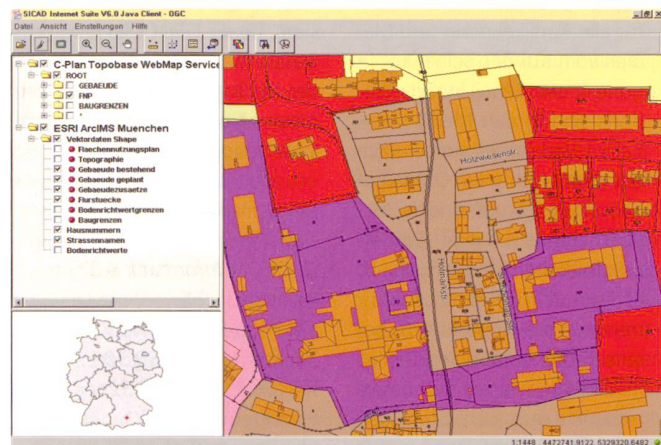 SICAD Internet Suite V6.0 Java Client - OGC
Datei Ansicht Einstellungen Hilfe
C-Plan Topobase WebMap Service
ROOT
GEBAEUDE
FNP
BAUGRENZEN
*
ESRI ArcIMS Muenchen
Vektordaten Shape
Flaechennutzungsplan
Topographie
Gebaeude bestehend
Gebaeude geplant
Gebaeudezusaetze
Flurstuecke
Bodenrichtwertgrenzen
Baugrenzen
Hausnummern
Strassennamen
Bodenrichtwerte
Holzwiesenstr
1:1448 4472741.9122, 5329320.6482